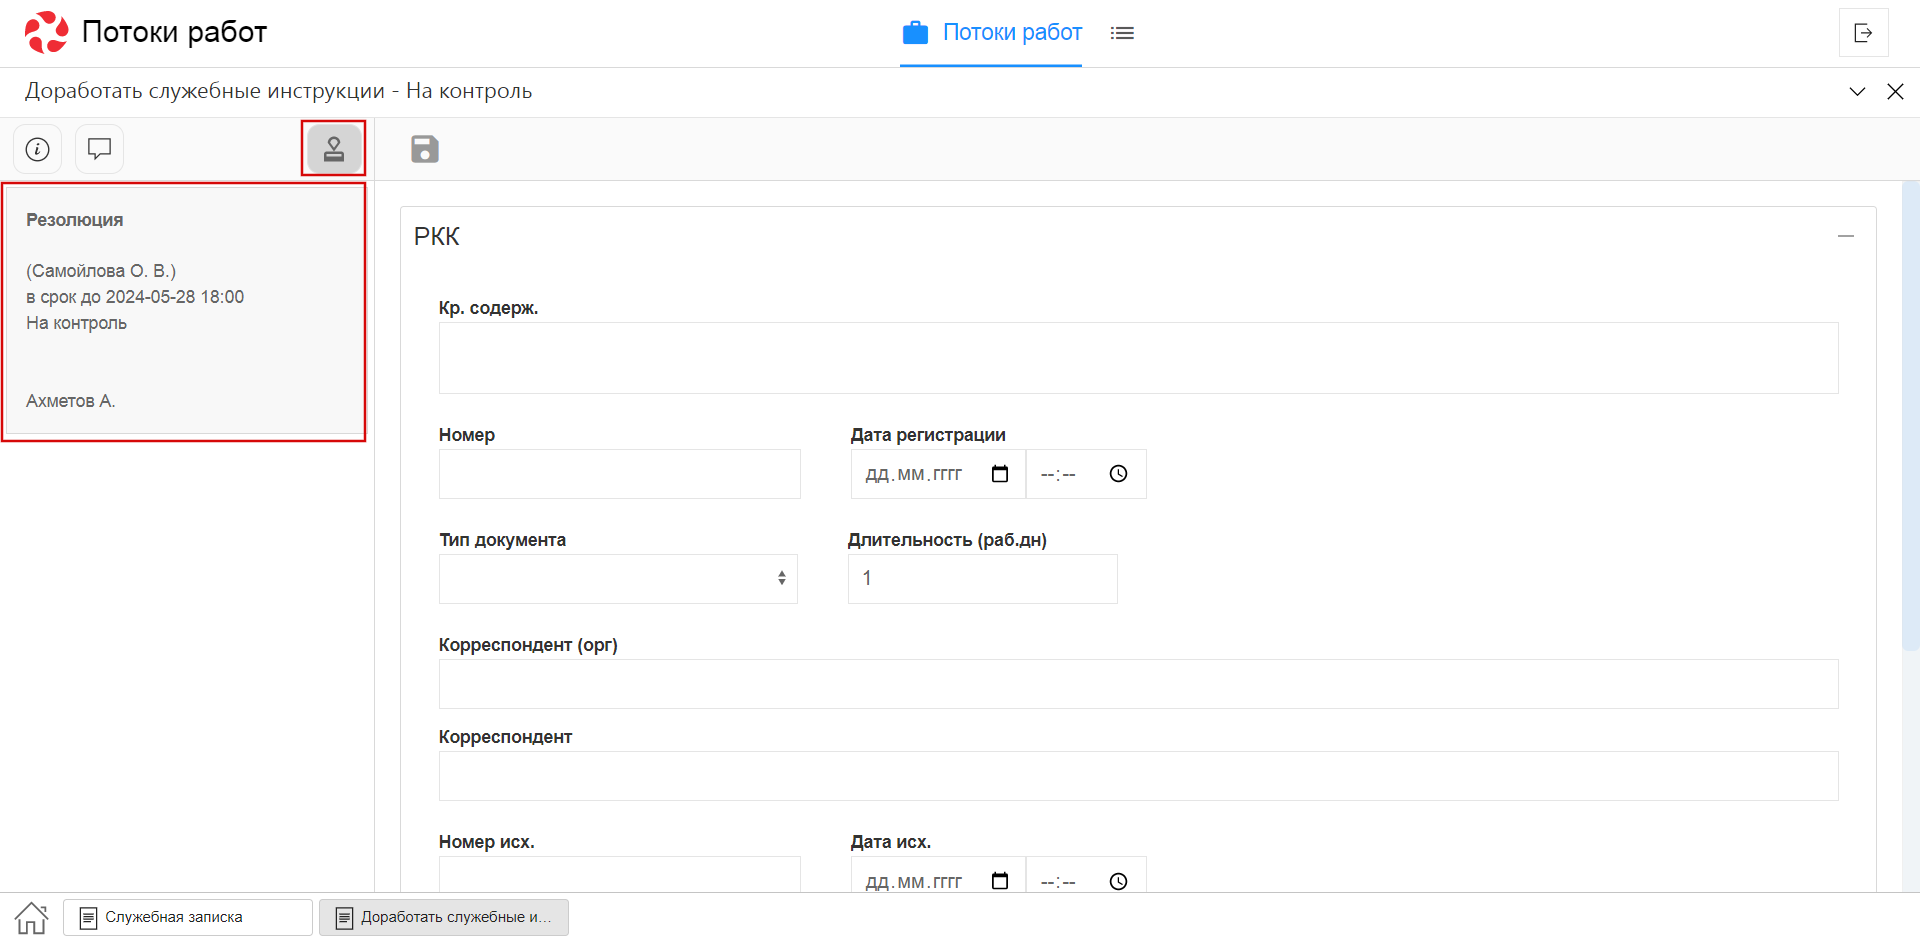 Потоки работ
Потоки работ
Доработать служебные инструкции - На контроль
Резолюция
(Самойлова О. В.)
в срок до 2024-05-28 18:00
На контроль
Ахметов А.
РКК
Кр. содерж.
Номер
Дата регистрации
дд.мм.гггг
--:--
Тип документа
Длительность (раб.дн)
1
Корреспондент (орг)
Корреспондент
Номер исх.
Дата исх.
дд.мм.гггг
--:--
Служебная записка
Доработать служебные и...